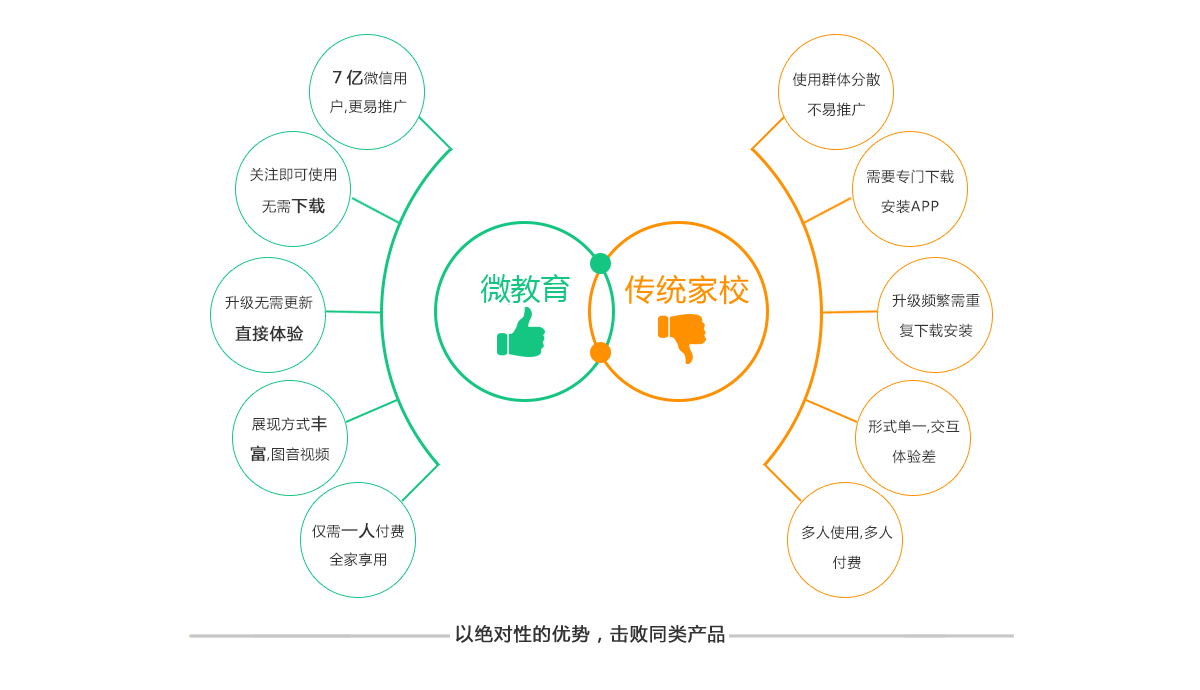 7 亿微信用
户,更易推广
关注即可使用
无需下载
升级无需更新
直接体验
展现方式丰
富,图音视频
仅需一人付费
全家享用
微教育
传统家校
使用群体分散
不易推广
需要专门下载
安装APP
升级频繁需重
复下载安装
形式单一,交互
体验差
多人使用,多人
付费
以绝对性的优势，击败同类产品